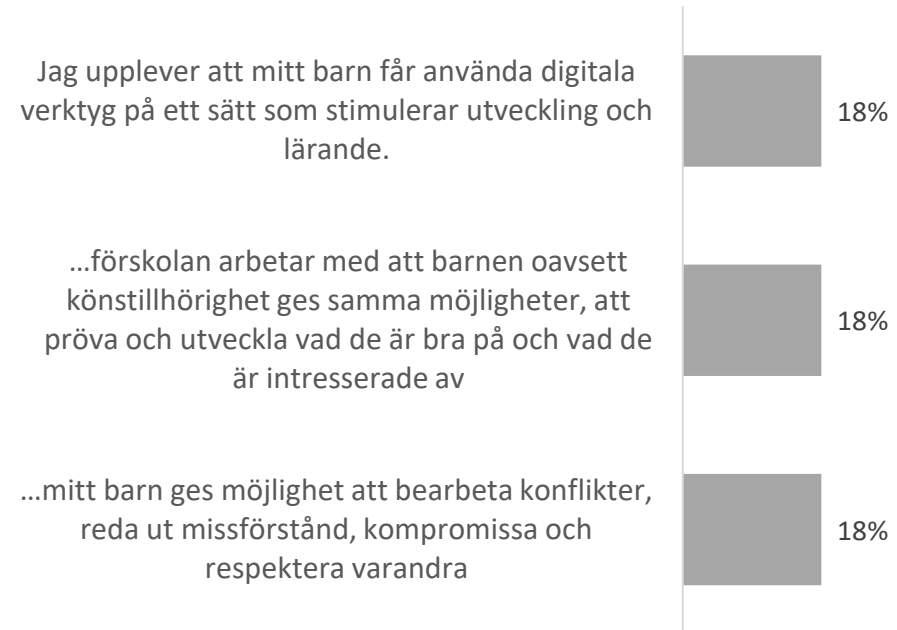 Jag upplever att mitt barn får använda digitala
verktyg på ett sätt som stimulerar utveckling och
lärande.
18%
…förskolan arbetar med att barnen oavsett
könstillhörighet ges samma möjligheter, att
pröva och utveckla vad de är bra på och vad de
är intresserade av
18%
…mitt barn ges möjlighet att bearbeta konflikter,
reda ut missförstånd, kompromissa och
respektera varandra
18%